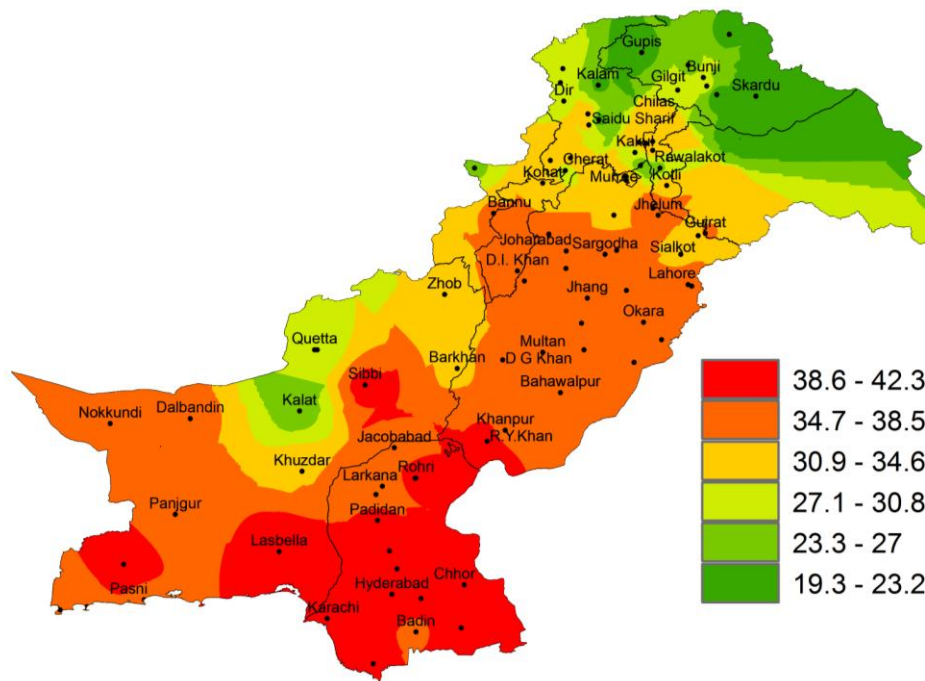 Gupis
Kalam
Bunji
Gilgit
Skardu
Dir
Chilas
Saidu Sharif
Kakul
Cherat
Rawalakot
Kohat
Murree
Kotli
Bannu
Jhelum
Gujrat
Joharabad
Sargodha
Sialkot
D.I. Khan
Lahore
Zhob
Jhang
Okara
Quetta
Multan
Barkhan
D G Khan
Sibbi
Bahawalpur
Kalat
Nokkundi
Dalbandin
Khanpur
R.Y.Khan
Jacobabad
Khuzdar
Rohri
Larkana
Panjgur
Padidan
Lasbella
Hyderabad
Chhor
Pasni
Karachi
Badin
38.6 - 42.3
34.7 - 38.5
30.9 - 34.6
27.1 - 30.8
23.3 - 27
19.3 - 23.2